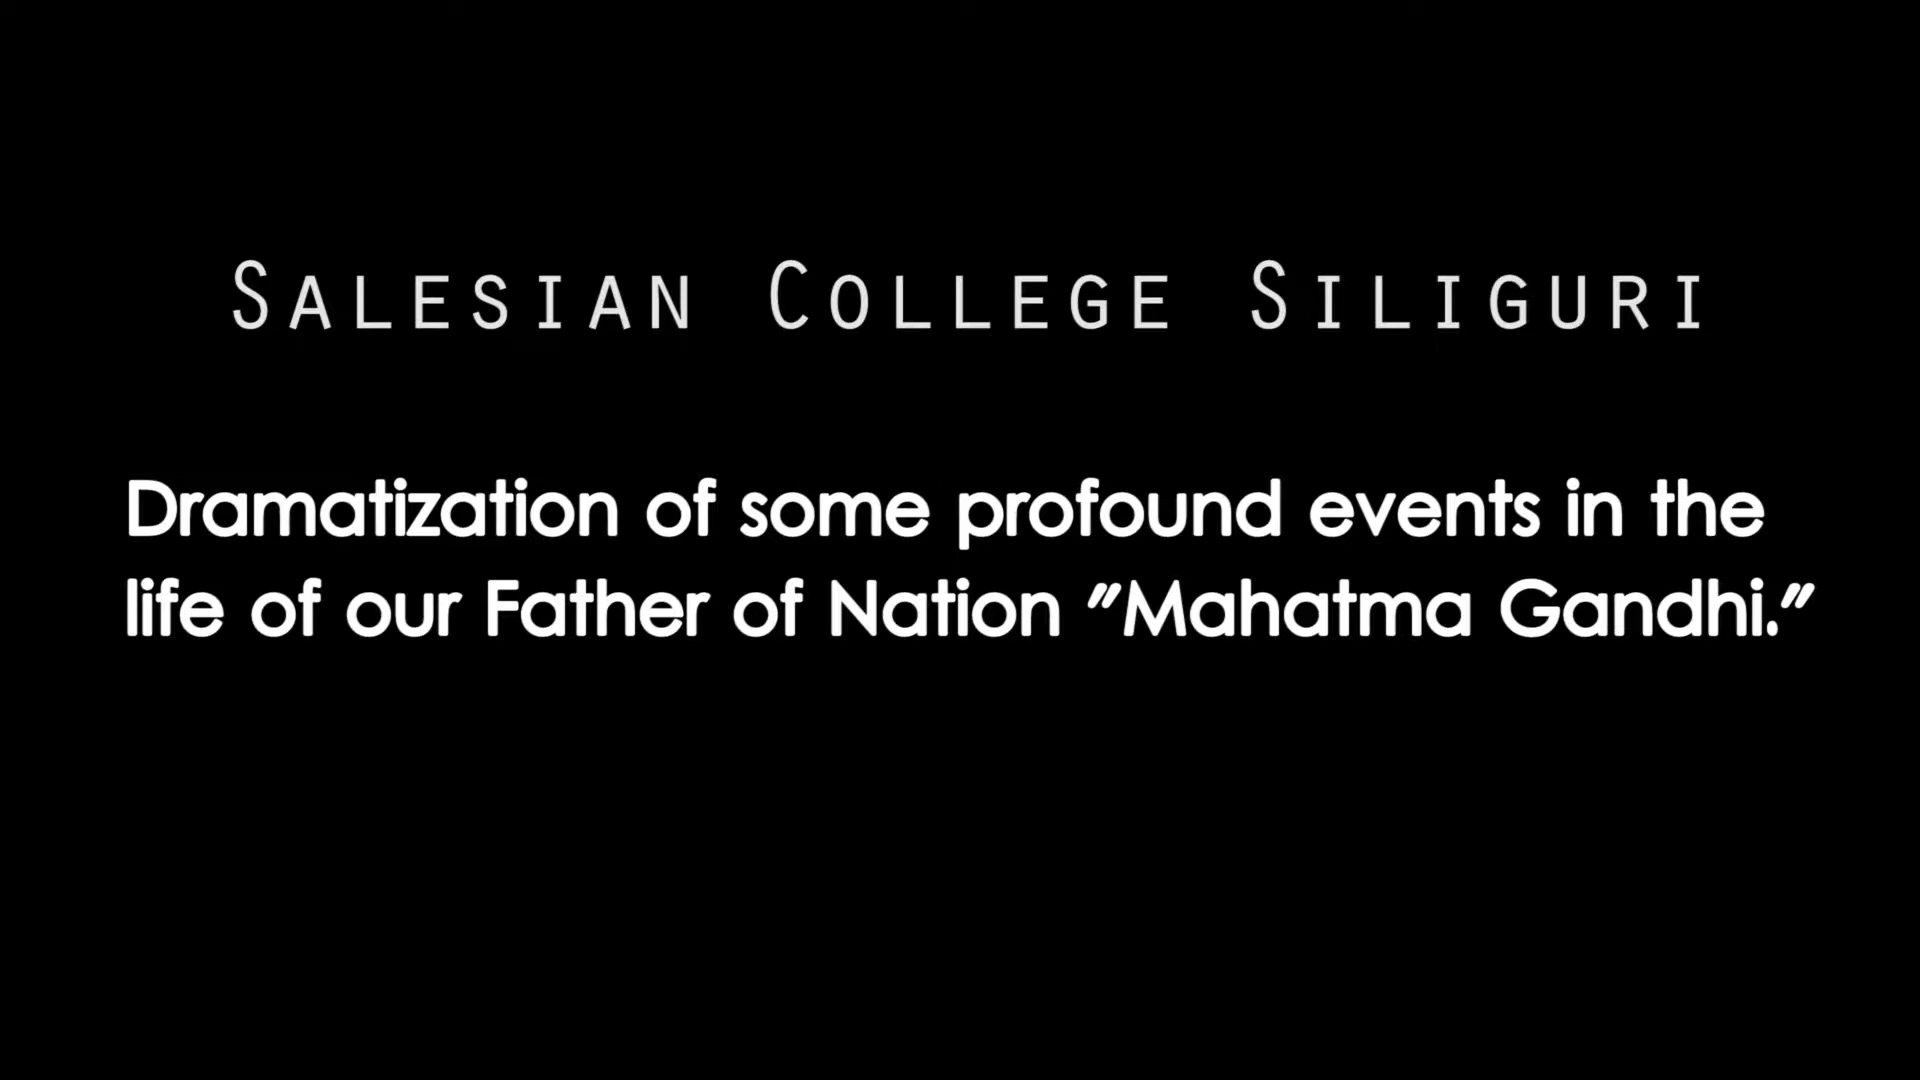 Salesian College Siliguri
Dramatization of some profound events in the
life of our Father of Nation "Mahatma Gandhi."